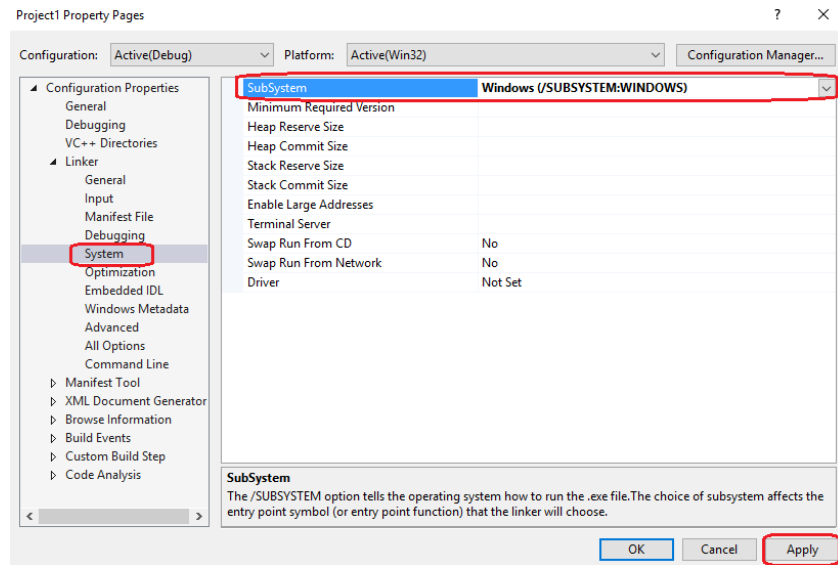 Project1 Property Pages ? ×
Configuration: Active(Debug) Platform: Active(Win32) Configuration Manager...
Configuration Properties
General
Debugging
VC++ Directories
Linker
General
Input
Manifest File
Debugging
System
Optimization
Embedded IDL
Windows Metadata
Advanced
All Options
Command Line
Manifest Tool
XML Document Generator
Browse Information
Build Events
Custom Build Step
Code Analysis
SubSystem Windows (/SUBSYSTEM:WINDOWS)
Minimum Required Version
Heap Reserve Size
Heap Commit Size
Stack Reserve Size
Stack Commit Size
Enable Large Addresses
Terminal Server
Swap Run From CD No
Swap Run From Network No
Driver Not Set
SubSystem
The /SUBSYSTEM option tells the operating system how to run the .exe file.The choice of subsystem affects the
entry point symbol (or entry point function) that the linker will choose.
OK Cancel Apply